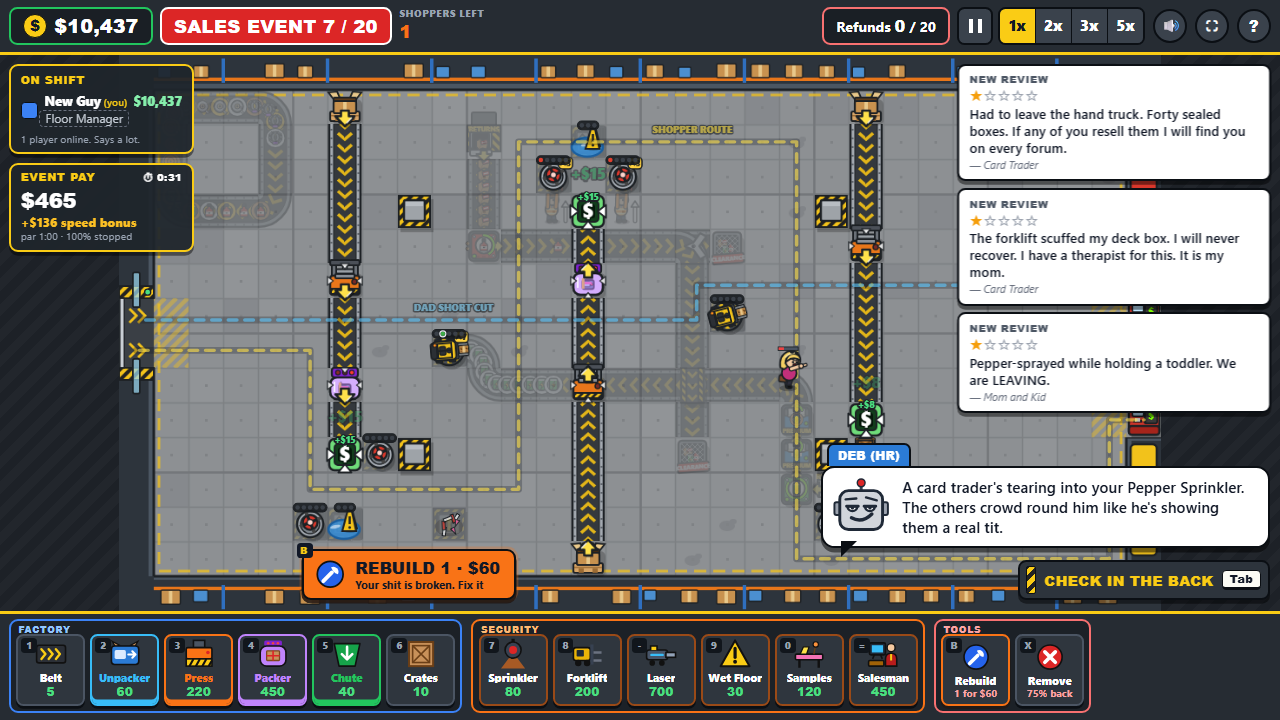 $10,437
SALES EVENT 7 / 20
SHOPPERS LEFT
1
Refunds 0 / 20
1x
2x
3x
5x
?
ON SHIFT
New Guy (you) $10,437
Floor Manager
1 player online. Says a lot.
EVENT PAY
0:31
$465
+$136 speed bonus
par 1:00 · 100% stopped
SHOPPER ROUTE
+$15
+$15
DAD SHORT CUT
+$15
+$8
NEW REVIEW
Had to leave the hand truck. Forty sealed
boxes. If any of you resell them I will find you
on every forum.
— Card Trader
NEW REVIEW
The forklift scuffed my deck box. I will never
recover. I have a therapist for this. It is my
mom.
— Card Trader
NEW REVIEW
Pepper-sprayed while holding a toddler. We
are LEAVING.
— Mom and Kid
DEB (HR)
A card trader's tearing into your Pepper Sprinkler.
The others crowd round him like he's showing
them a real tit.
B
REBUILD 1 · $60
Your shit is broken. Fix it
CHECK IN THE BACK Tab
FACTORY
1
Belt
5
2
Unpacker
60
3
Press
220
4
Packer
450
5
Chute
40
6
Crates
10
SECURITY
7
Sprinkler
80
8
Forklift
200
-
Laser
700
9
Wet Floor
30
0
Samples
120
=
Salesman
450
TOOLS
B
Rebuild
1 for $60
X
Remove
75% back